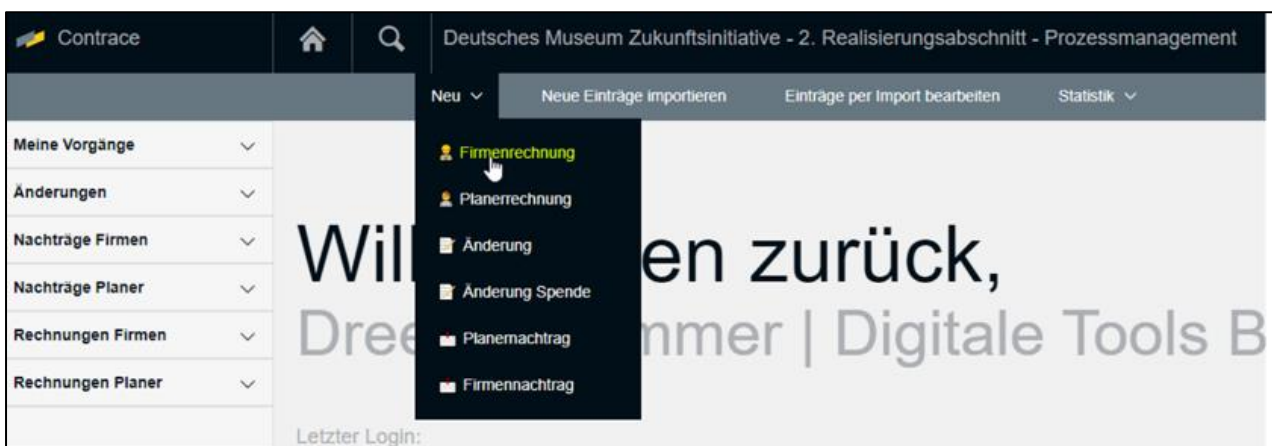 Contrace
Deutsches Museum Zukunftsinitiative - 2. Realisierungsabschnitt - Prozessmanagement
Neu
Neue Einträge importieren
Einträge per Import bearbeiten
Statistik
Meine Vorgänge
Änderungen
Nachträge Firmen
Nachträge Planer
Rechnungen Firmen
Rechnungen Planer
Firmenrechnung
Planerrechnung
Änderung
Änderung Spende
Planernachtrag
Firmennachtrag
Will en zurück,
Dree mmer | Digitale Tools B
Letzter Login: